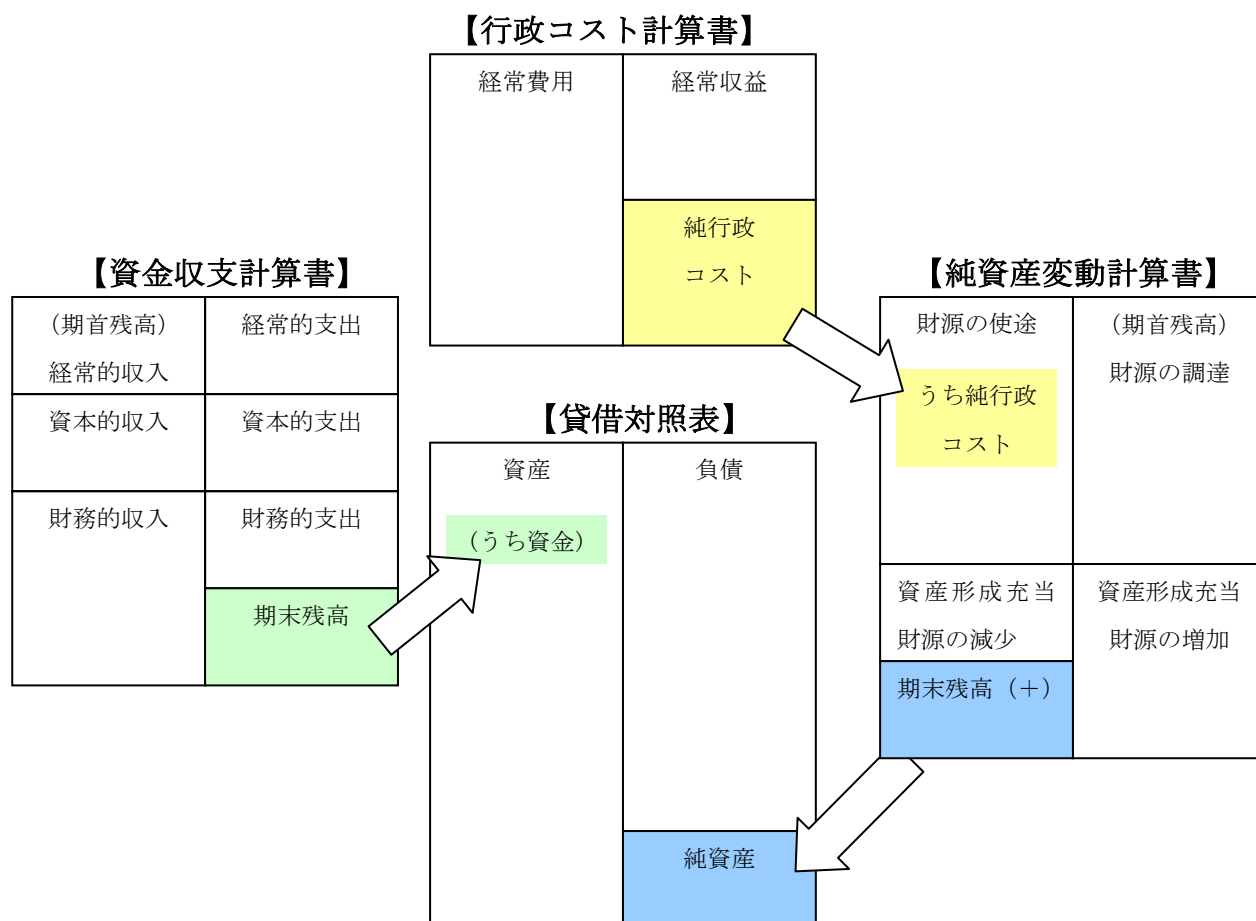 【行政コスト計算書】
経常費用
経常収益
純行政
コスト
【資金収支計算書】
（期首残高）
経常的収入
経常的支出
資本的収入
資本的支出
財務的収入
財務的支出
期末残高
【貸借対照表】
資産
（うち資金）
負債
純資産
【純資産変動計算書】
財源の使途
うち純行政
コスト
（期首残高）
財源の調達
資産形成充当
財源の減少
資産形成充当
財源の増加
期末残高（＋）